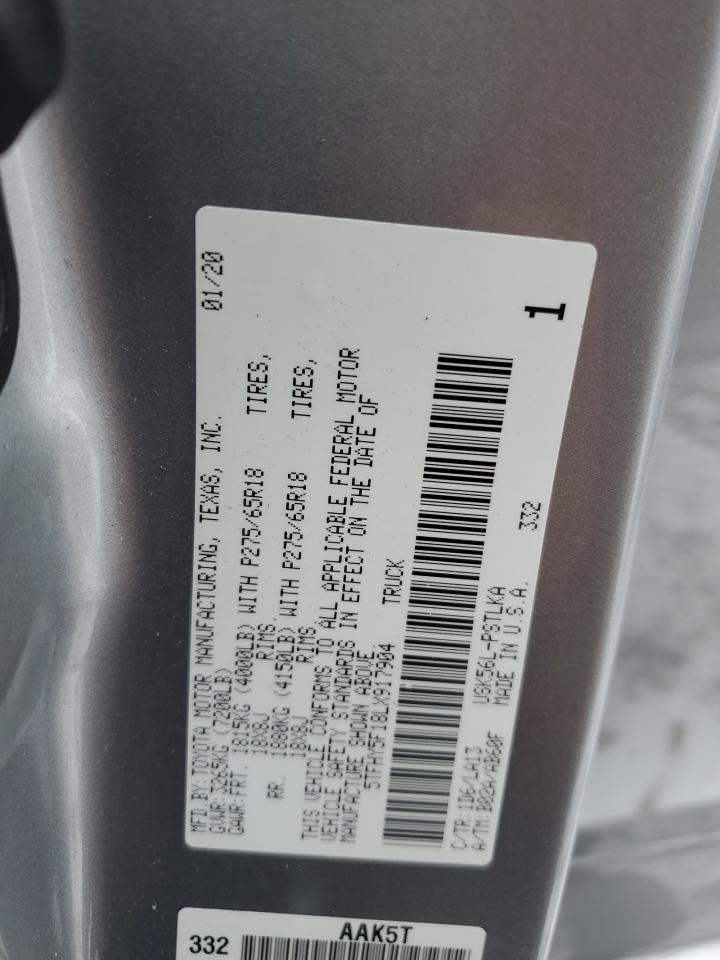 MFD. BY: TOYOTA MOTOR MANUFACTURING, TEXAS, INC. 01/20
GVWR: 3265KG (7200LB)
GAWR: FRT. 1815KG (4000LB) WITH P275/65R18 TIRES,
18X8J RIMS.
RR. 1880KG (4150LB) WITH P275/65R18 TIRES,
18X8J RIMS
THIS VEHICLE CONFORMS TO ALL APPLICABLE FEDERAL MOTOR
VEHICLE SAFETY STANDARDS IN EFFECT ON THE DATE OF
MANUFACTURE SHOWN ABOVE.
5TFHY5F18LX917904 TRUCK
1
C/TR: 1D6/LA13 USK56L-PSTLKA 332
A/TM: B02A/AB60F MADE IN U.S.A.
AAK5T
332